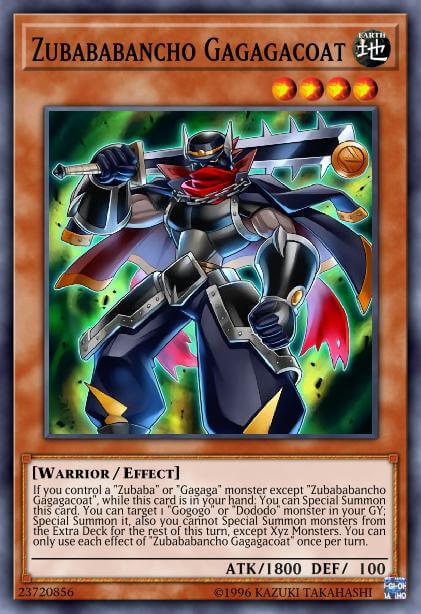 ZUBABABANCHO GAGAGACOAT
EARTH
地
[WARRIOR / EFFECT]
If you control a "Zubaba" or "Gagaga" monster except "Zubababancho
Gagagacoat", while this card is in your hand: You can Special Summon
this card. You can target 1 "Gogogo" or "Dododo" monster in your GY;
Special Summon it, also you cannot Special Summon monsters from
the Extra Deck for the rest of this turn, except Xyz Monsters. You can
only use each effect of "Zubababancho Gagagacoat" once per turn.
ATK/1800 DEF/ 100
23720856
©1996 KAZUKI TAKAHASHI